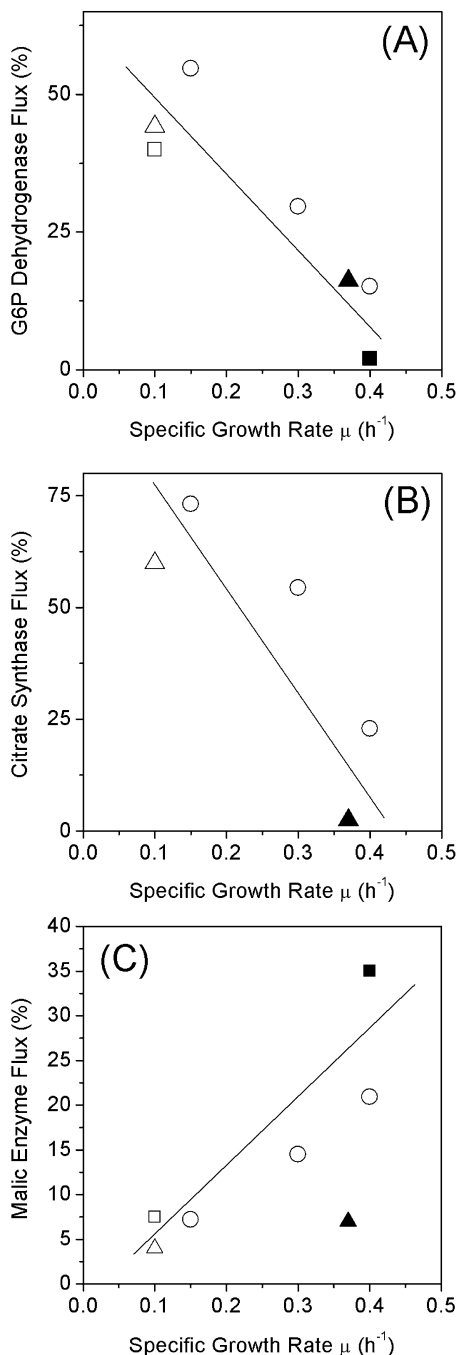 (A)
G6P Dehydrogenase Flux (%)
50
25
0
0.0 0.1 0.2 0.3 0.4 0.5
Specific Growth Rate μ (h⁻¹)
(B)
Citrate Synthase Flux (%)
75
50
25
0
0.0 0.1 0.2 0.3 0.4 0.5
Specific Growth Rate μ (h⁻¹)
(C)
Malic Enzyme Flux (%)
40
35
30
25
20
15
10
5
0
0.0 0.1 0.2 0.3 0.4 0.5
Specific Growth Rate μ (h⁻¹)